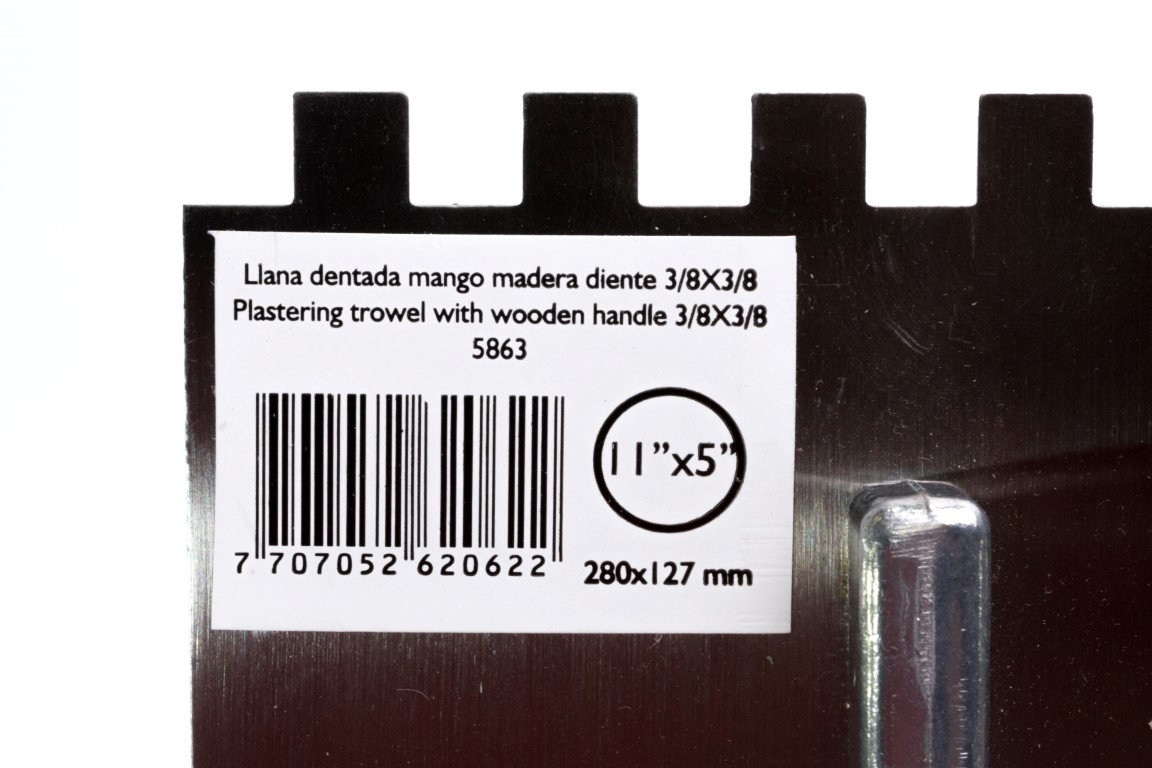 Llana dentada mango madera diente 3/8X3/8
Plastering trowel with wooden handle 3/8X3/8
5863
11”x5”
7 707052 620622
280x127 mm